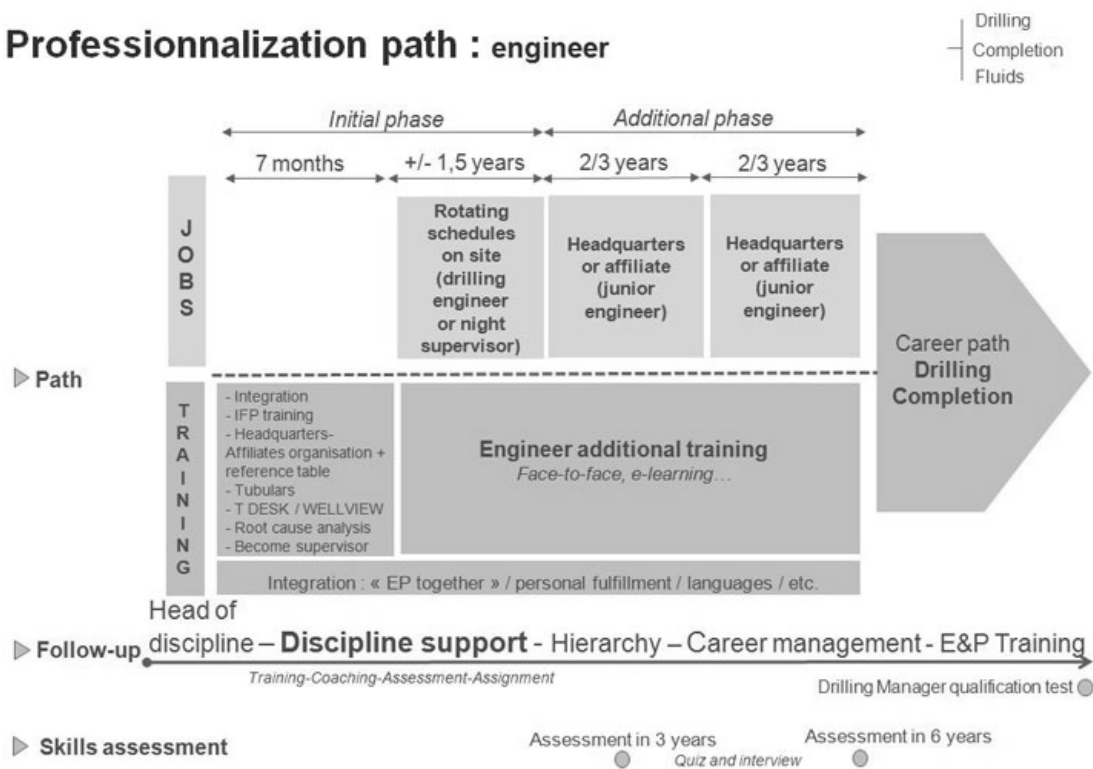 Professionnalization path : engineer
Drilling
Completion
Fluids
Initial phase
Additional phase
7 months
+/- 1,5 years
2/3 years
2/3 years
JOBS
Rotating
schedules
on site
(drilling
engineer
or night
supervisor)
Headquarters
or affiliate
(junior
engineer)
Headquarters
or affiliate
(junior
engineer)
Career path
Drilling
Completion
Path
TRAINING
- Integration
- IFP training
- Headquarters-
Affiliates organisation +
reference table
- Tubulars
- T DESK / WELLVIEW
- Root cause analysis
- Become supervisor
Engineer additional training
Face-to-face, e-learning…
Integration : « EP together » / personal fulfillment / languages / etc.
Follow-up
Head of
discipline – Discipline support - Hierarchy – Career management - E&P Training
Training-Coaching-Assessment-Assignment
Drilling Manager qualification test
Skills assessment
Assessment in 3 years
Quiz and interview
Assessment in 6 years